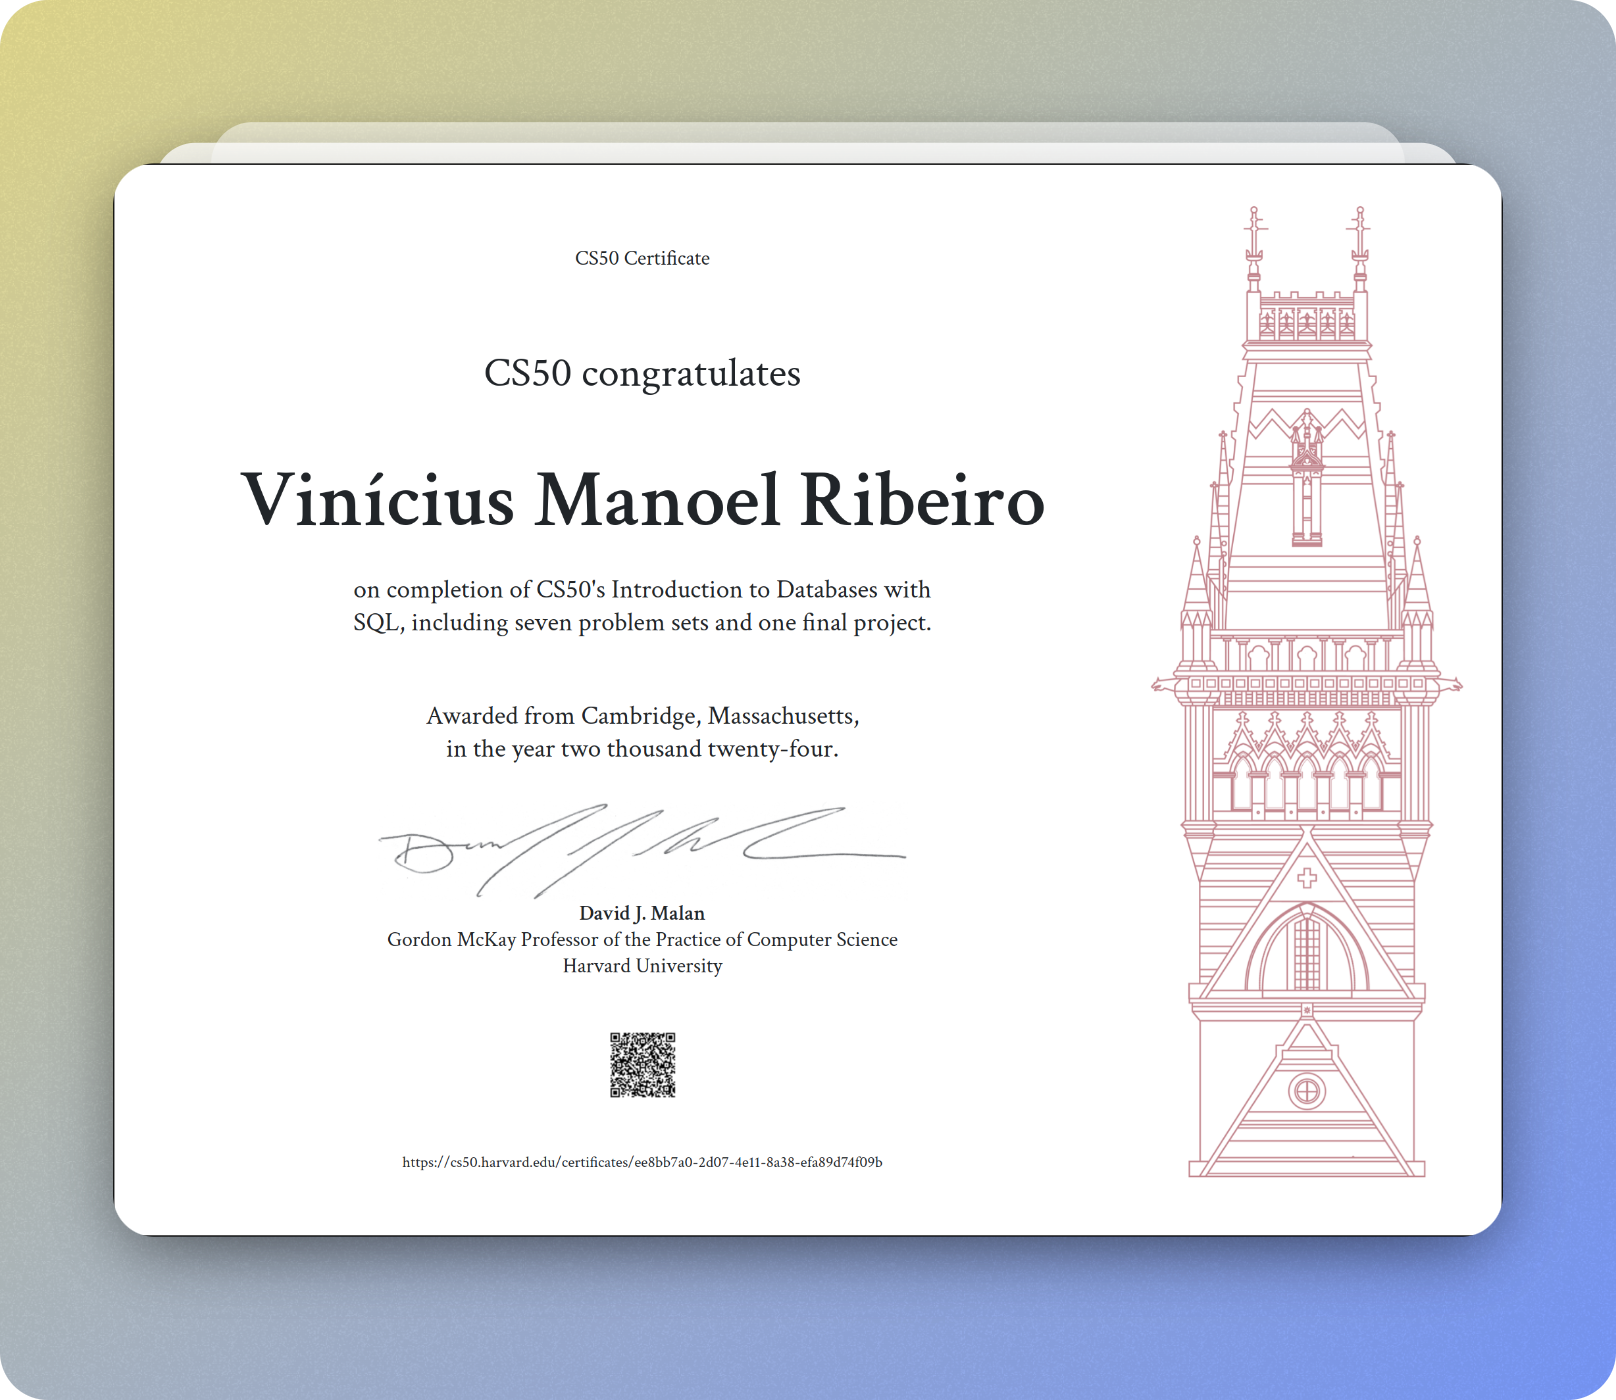 CS50 Certificate
CS50 congratulates
Vinícius Manoel Ribeiro
on completion of CS50's Introduction to Databases with
SQL, including seven problem sets and one final project.
Awarded from Cambridge, Massachusetts,
in the year two thousand twenty-four.
David J. Malan
Gordon McKay Professor of the Practice of Computer Science
Harvard University
https://cs50.harvard.edu/certificates/ee8bb7a0-2d07-4e11-8a38-efa89d74f09b